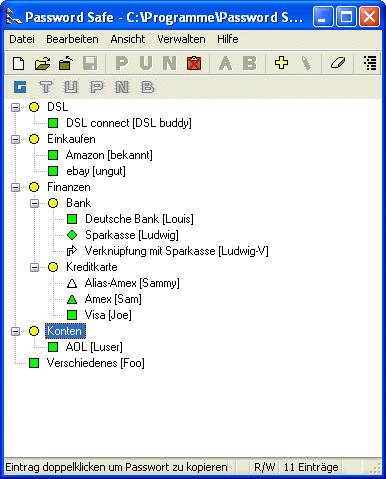 Password Safe - C:\Programme\Password S...
Datei Bearbeiten Ansicht Verwalten Hilfe
P U N A B
G T U P N B
DSL
DSL connect [DSL buddy]
Einkaufen
Amazon [bekannt]
ebay [ungut]
Finanzen
Bank
Deutsche Bank [Louis]
Sparkasse [Ludwig]
Verknüpfung mit Sparkasse [Ludwig-V]
Kreditkarte
Alias-Amex [Sammy]
Amex [Sam]
Visa [Joe]
Konten
AOL [Luser]
Verschiedenes [Foo]
Eintrag doppelklicken um Passwort zu kopieren R/W 11 Einträge